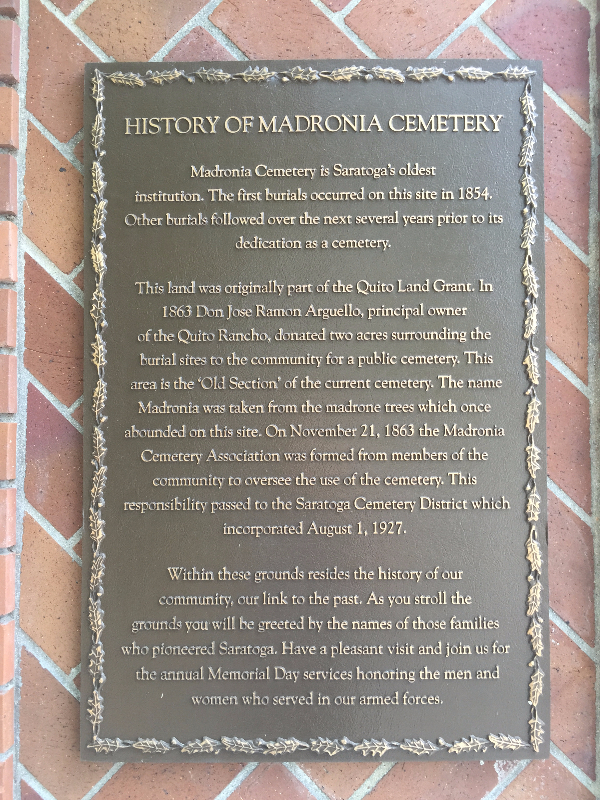 HISTORY OF MADRONIA CEMETERY
Madronia Cemetery is Saratoga's oldest
institution. The first burials occurred on this site in 1854.
Other burials followed over the next several years prior to its
dedication as a cemetery.
This land was originally part of the Quito Land Grant. In
1863 Don Jose Ramon Arguello, principal owner
of the Quito Rancho, donated two acres surrounding the
burial sites to the community for a public cemetery. This
area is the 'Old Section' of the current cemetery. The name
Madronia was taken from the madrone trees which once
abounded on this site. On November 21, 1863 the Madronia
Cemetery Association was formed from members of the
community to oversee the use of the cemetery. This
responsibility passed to the Saratoga Cemetery District which
incorporated August 1, 1927.
Within these grounds resides the history of our
community, our link to the past. As you stroll the
grounds you will be greeted by the names of those families
who pioneered Saratoga. Have a pleasant visit and join us for
the annual Memorial Day services honoring the men and
women who served in our armed forces.